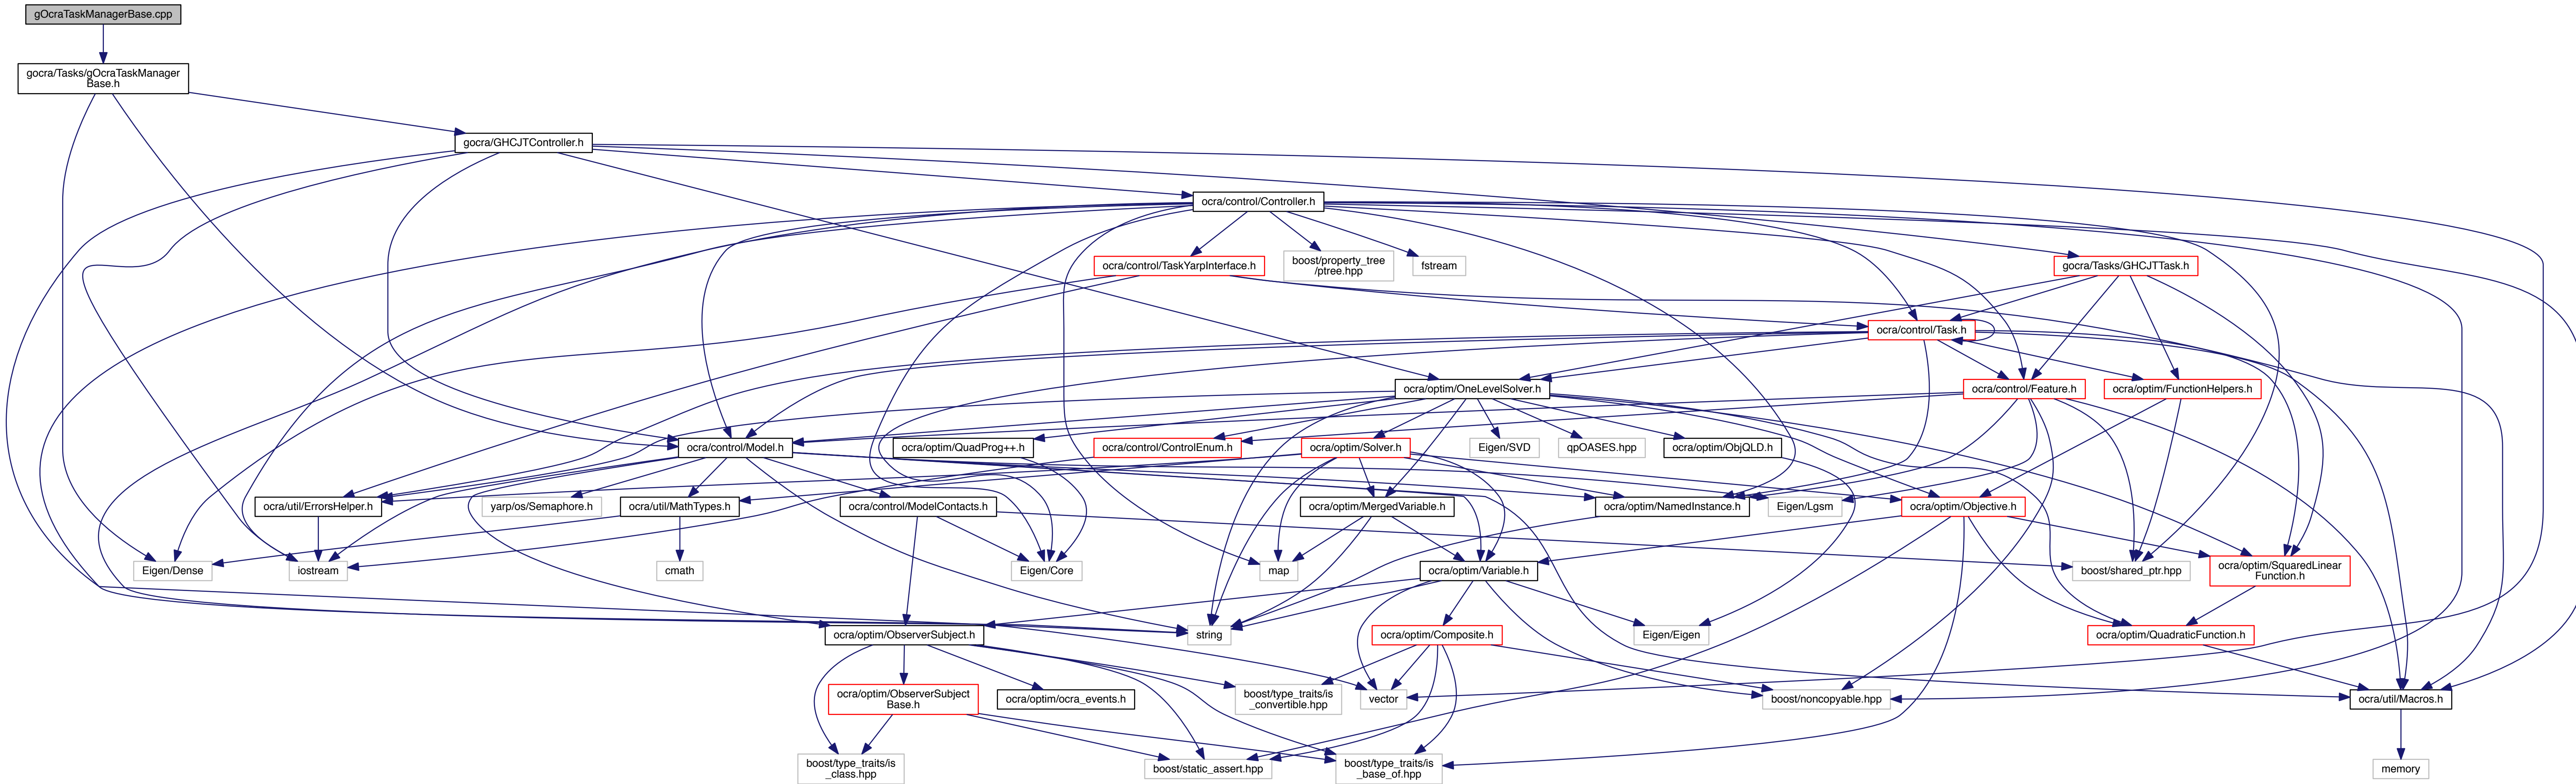 gOcraTaskManagerBase.cpp
gocra/Tasks/gOcraTaskManager
Base.h
gocra/GHCJTController.h
ocra/control/Controller.h
ocra/control/TaskYarpInterface.h
boost/property_tree
/ptree.hpp
fstream
gocra/Tasks/GHCJTTask.h
ocra/control/Task.h
ocra/optim/OneLevelSolver.h
ocra/control/Feature.h
ocra/optim/FunctionHelpers.h
ocra/control/Model.h
ocra/optim/QuadProg++.h
ocra/control/ControlEnum.h
ocra/optim/Solver.h
Eigen/SVD
qpOASES.hpp
ocra/optim/ObjQLD.h
ocra/util/ErrorsHelper.h
yarp/os/Semaphore.h
ocra/util/MathTypes.h
ocra/control/ModelContacts.h
ocra/optim/MergedVariable.h
ocra/optim/NamedInstance.h
Eigen/Lgsm
ocra/optim/Objective.h
Eigen/Dense
iostream
cmath
Eigen/Core
map
ocra/optim/Variable.h
boost/shared_ptr.hpp
ocra/optim/SquaredLinear
Function.h
ocra/optim/ObserverSubject.h
string
ocra/optim/Composite.h
Eigen/Eigen
ocra/optim/QuadraticFunction.h
ocra/optim/ObserverSubject
Base.h
ocra/optim/ocra_events.h
boost/type_traits/is
_convertible.hpp
vector
boost/noncopyable.hpp
ocra/util/Macros.h
boost/type_traits/is
_class.hpp
boost/static_assert.hpp
boost/type_traits/is
_base_of.hpp
memory